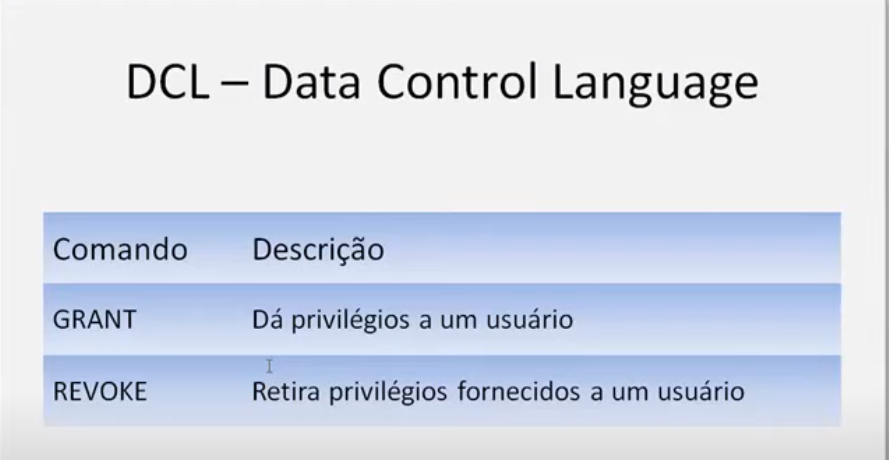 DCL – Data Control Language
Comando Descrição
GRANT Dá privilégios a um usuário
REVOKE Retira privilégios fornecidos a um usuário